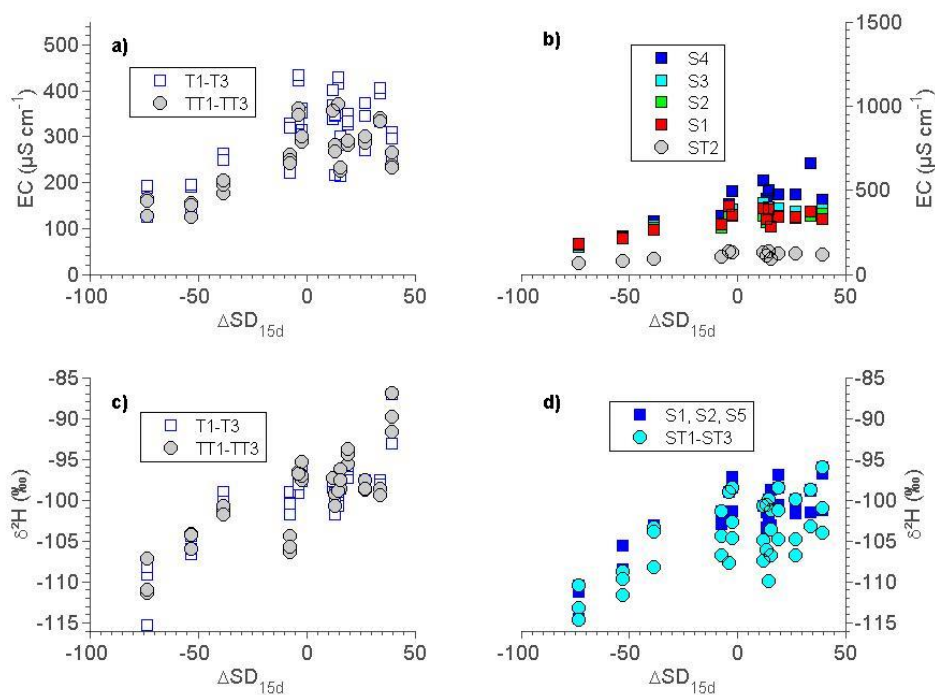 a)
500
400
300
200
100
0
EC (µS cm⁻¹)
T1-T3
TT1-TT3
-100 -50 0 50
ΔSD15d
b)
1500
1000
500
0
EC (µS cm⁻¹)
S4
S3
S2
S1
ST2
-100 -50 0 50
ΔSD15d
c)
-85
-90
-95
-100
-105
-110
-115
δ²H (‰)
T1-T3
TT1-TT3
-100 -50 0 50
ΔSD15d
d)
-85
-90
-95
-100
-105
-110
-115
δ²H (‰)
S1, S2, S5
ST1-ST3
-100 -50 0 50
ΔSD15d